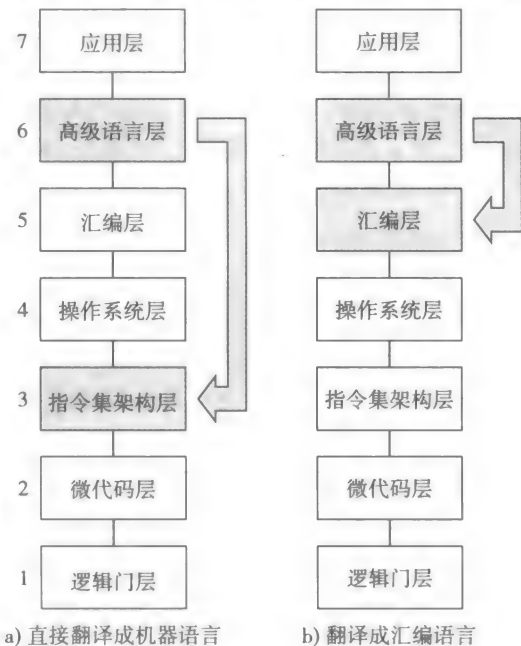 7 应用层 应用层
6 高级语言层 高级语言层
5 汇编层 汇编层
4 操作系统层 操作系统层
3 指令集架构层 指令集架构层
2 微代码层 微代码层
1 逻辑门层 逻辑门层
a) 直接翻译成机器语言 b) 翻译成汇编语言